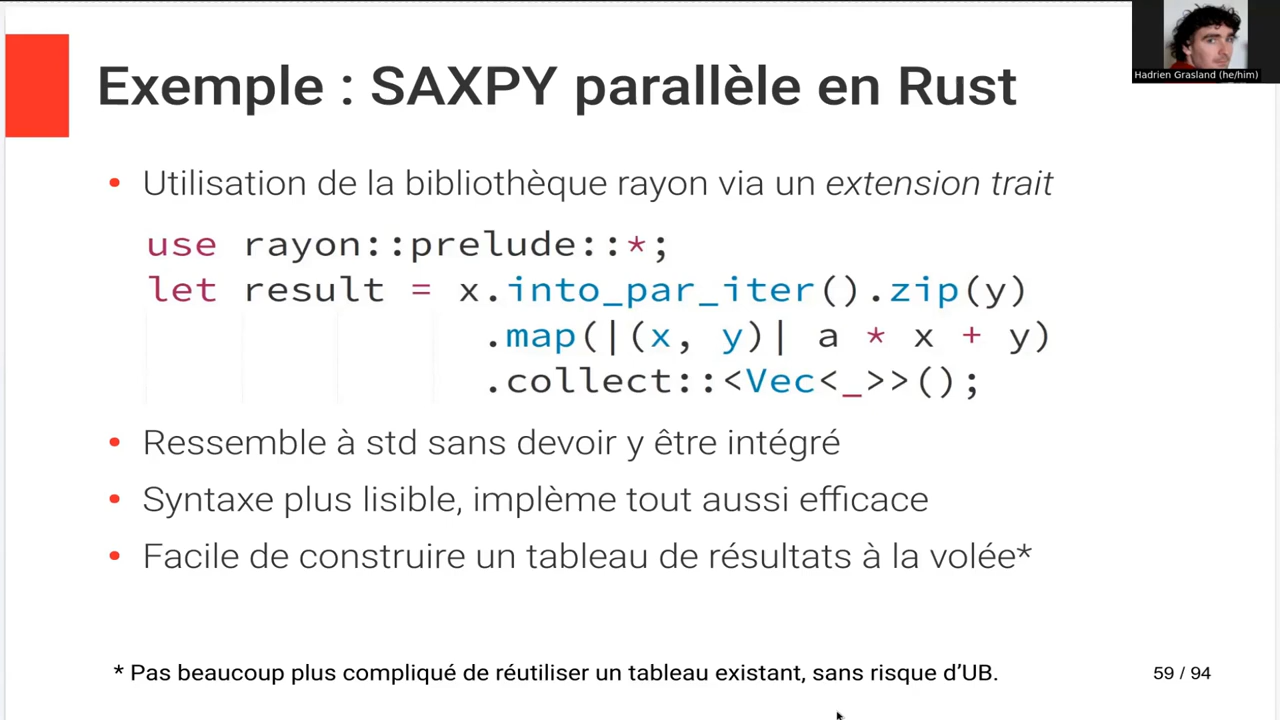 Hadrien Grasland (he/him)
Exemple : SAXPY parallèle en Rust
• Utilisation de la bibliothèque rayon via un extension trait
use rayon::prelude::*;
let result = x.into_par_iter().zip(y)
.map(|(x, y)| a * x + y)
.collect::<Vec<_>>();
• Ressemble à std sans devoir y être intégré
• Syntaxe plus lisible, implème tout aussi efficace
• Facile de construire un tableau de résultats à la volée*
* Pas beaucoup plus compliqué de réutiliser un tableau existant, sans risque d’UB.
59 / 94